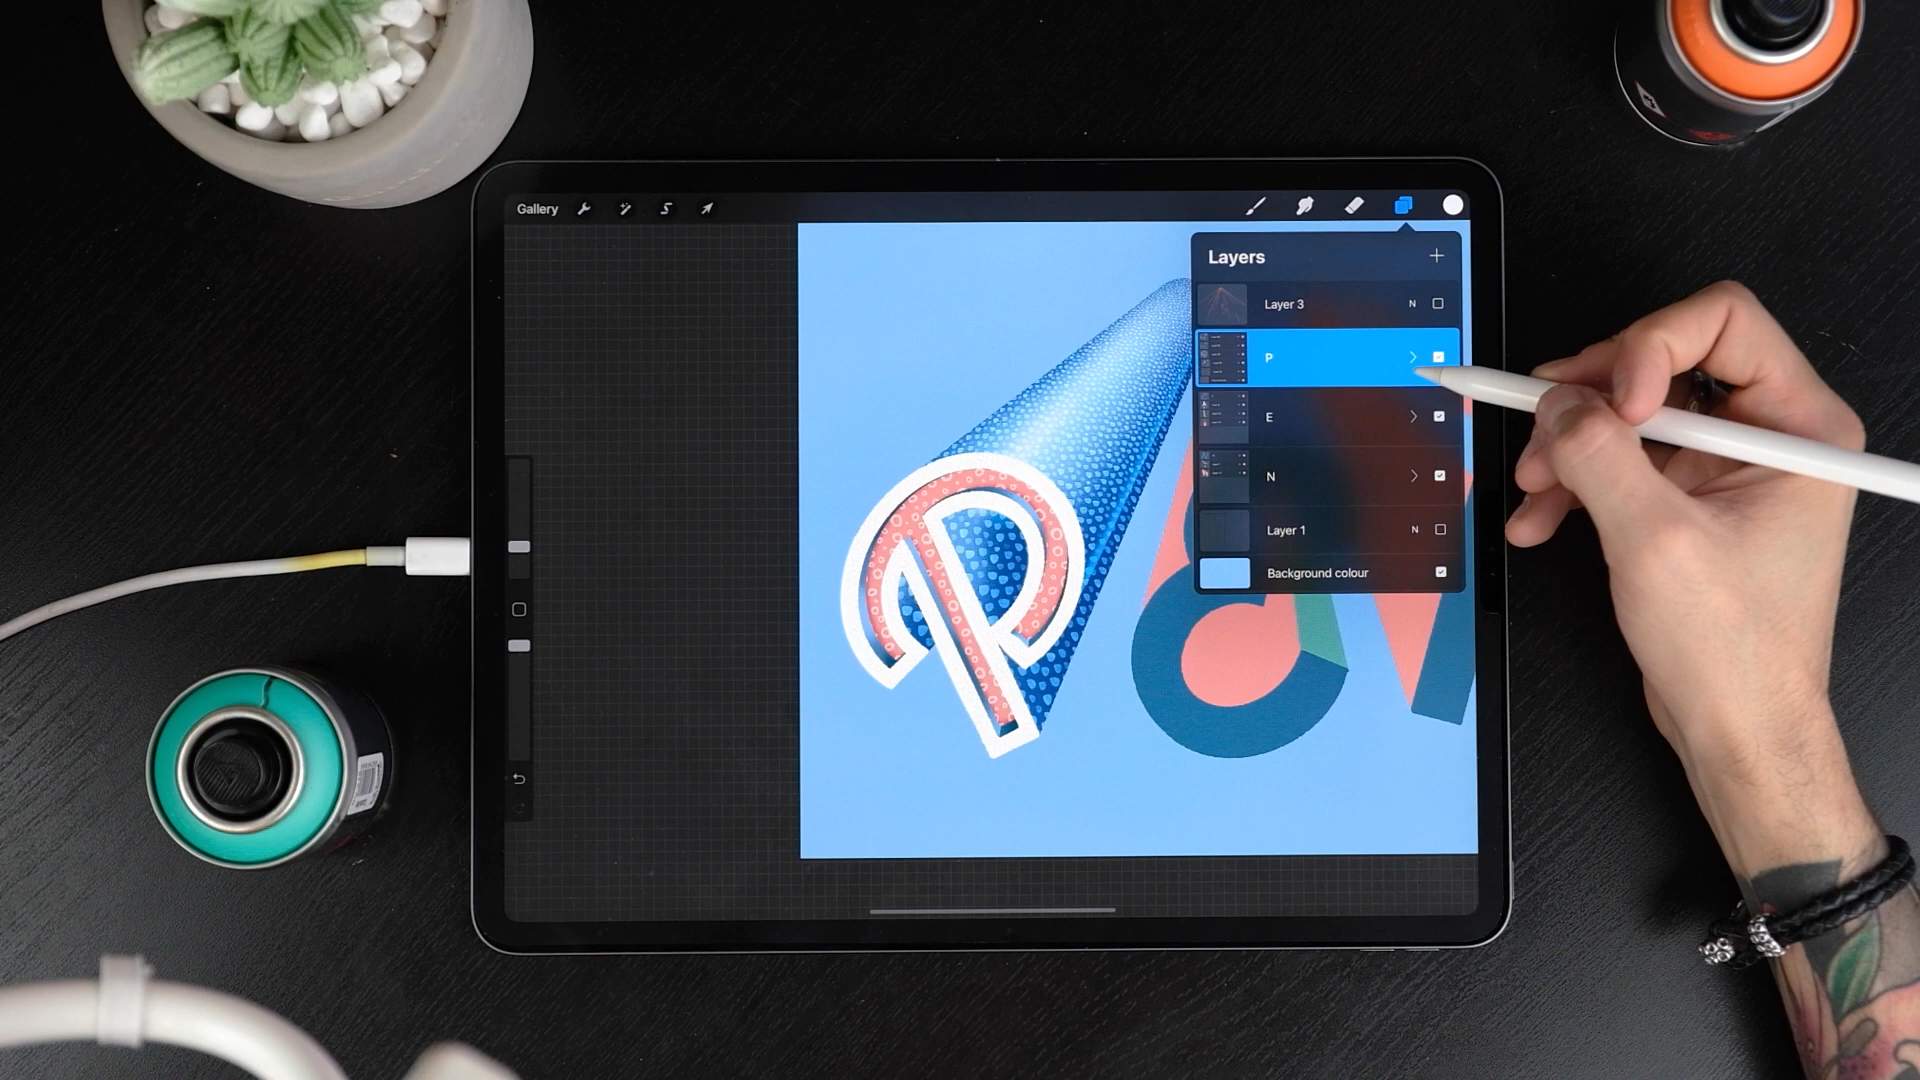 Gallery
Layers
Layer 3 N
P
E
N
Layer 1 N
Background colour
P